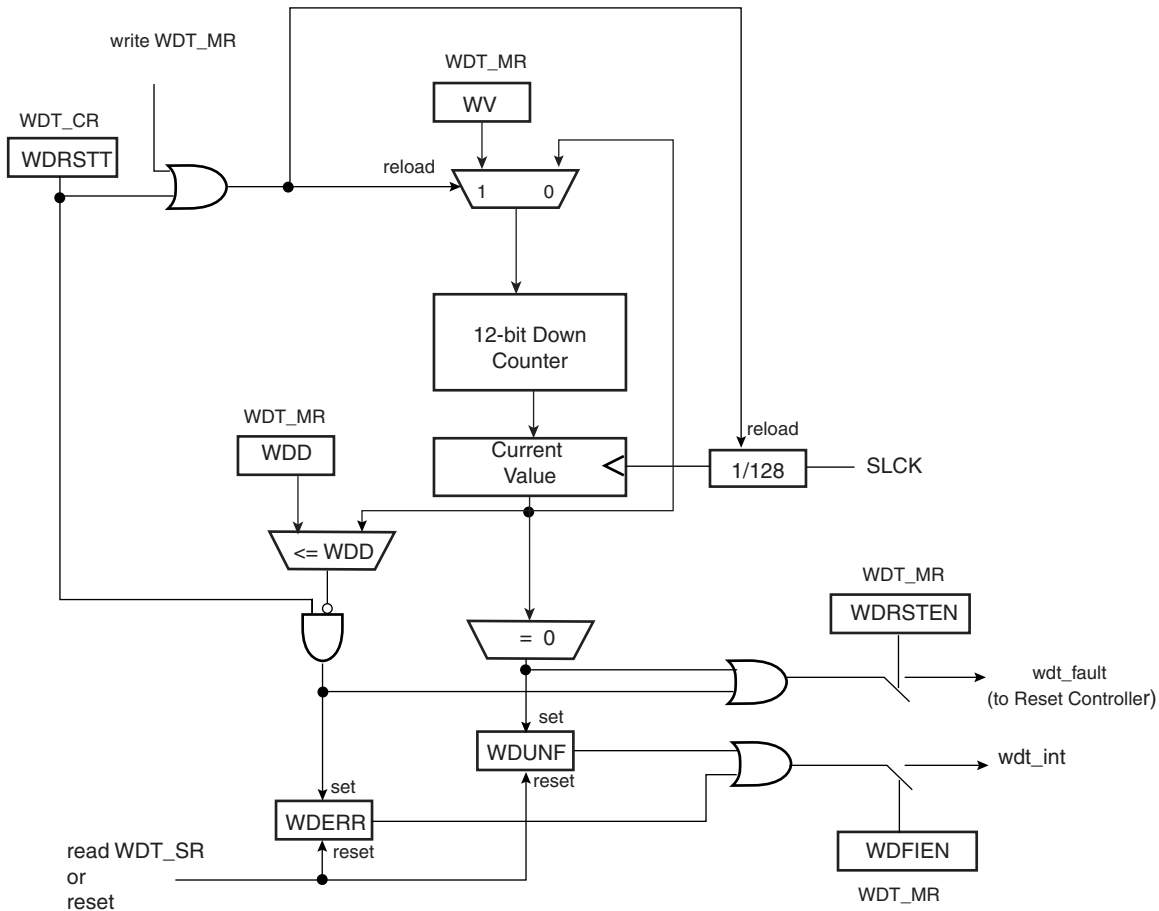 write WDT_MR
WDT_MR
WV
WDT_CR
WDRSTT
reload
1 0
12-bit Down
Counter
WDT_MR
WDD
Current
Value
reload
1/128
SLCK
<= WDD
= 0
WDT_MR
WDRSTEN
wdt_fault
(to Reset Controller)
set
WDUNF
reset
wdt_int
set
WDERR
reset
read WDT_SR
or
reset
WDFIEN
WDT_MR